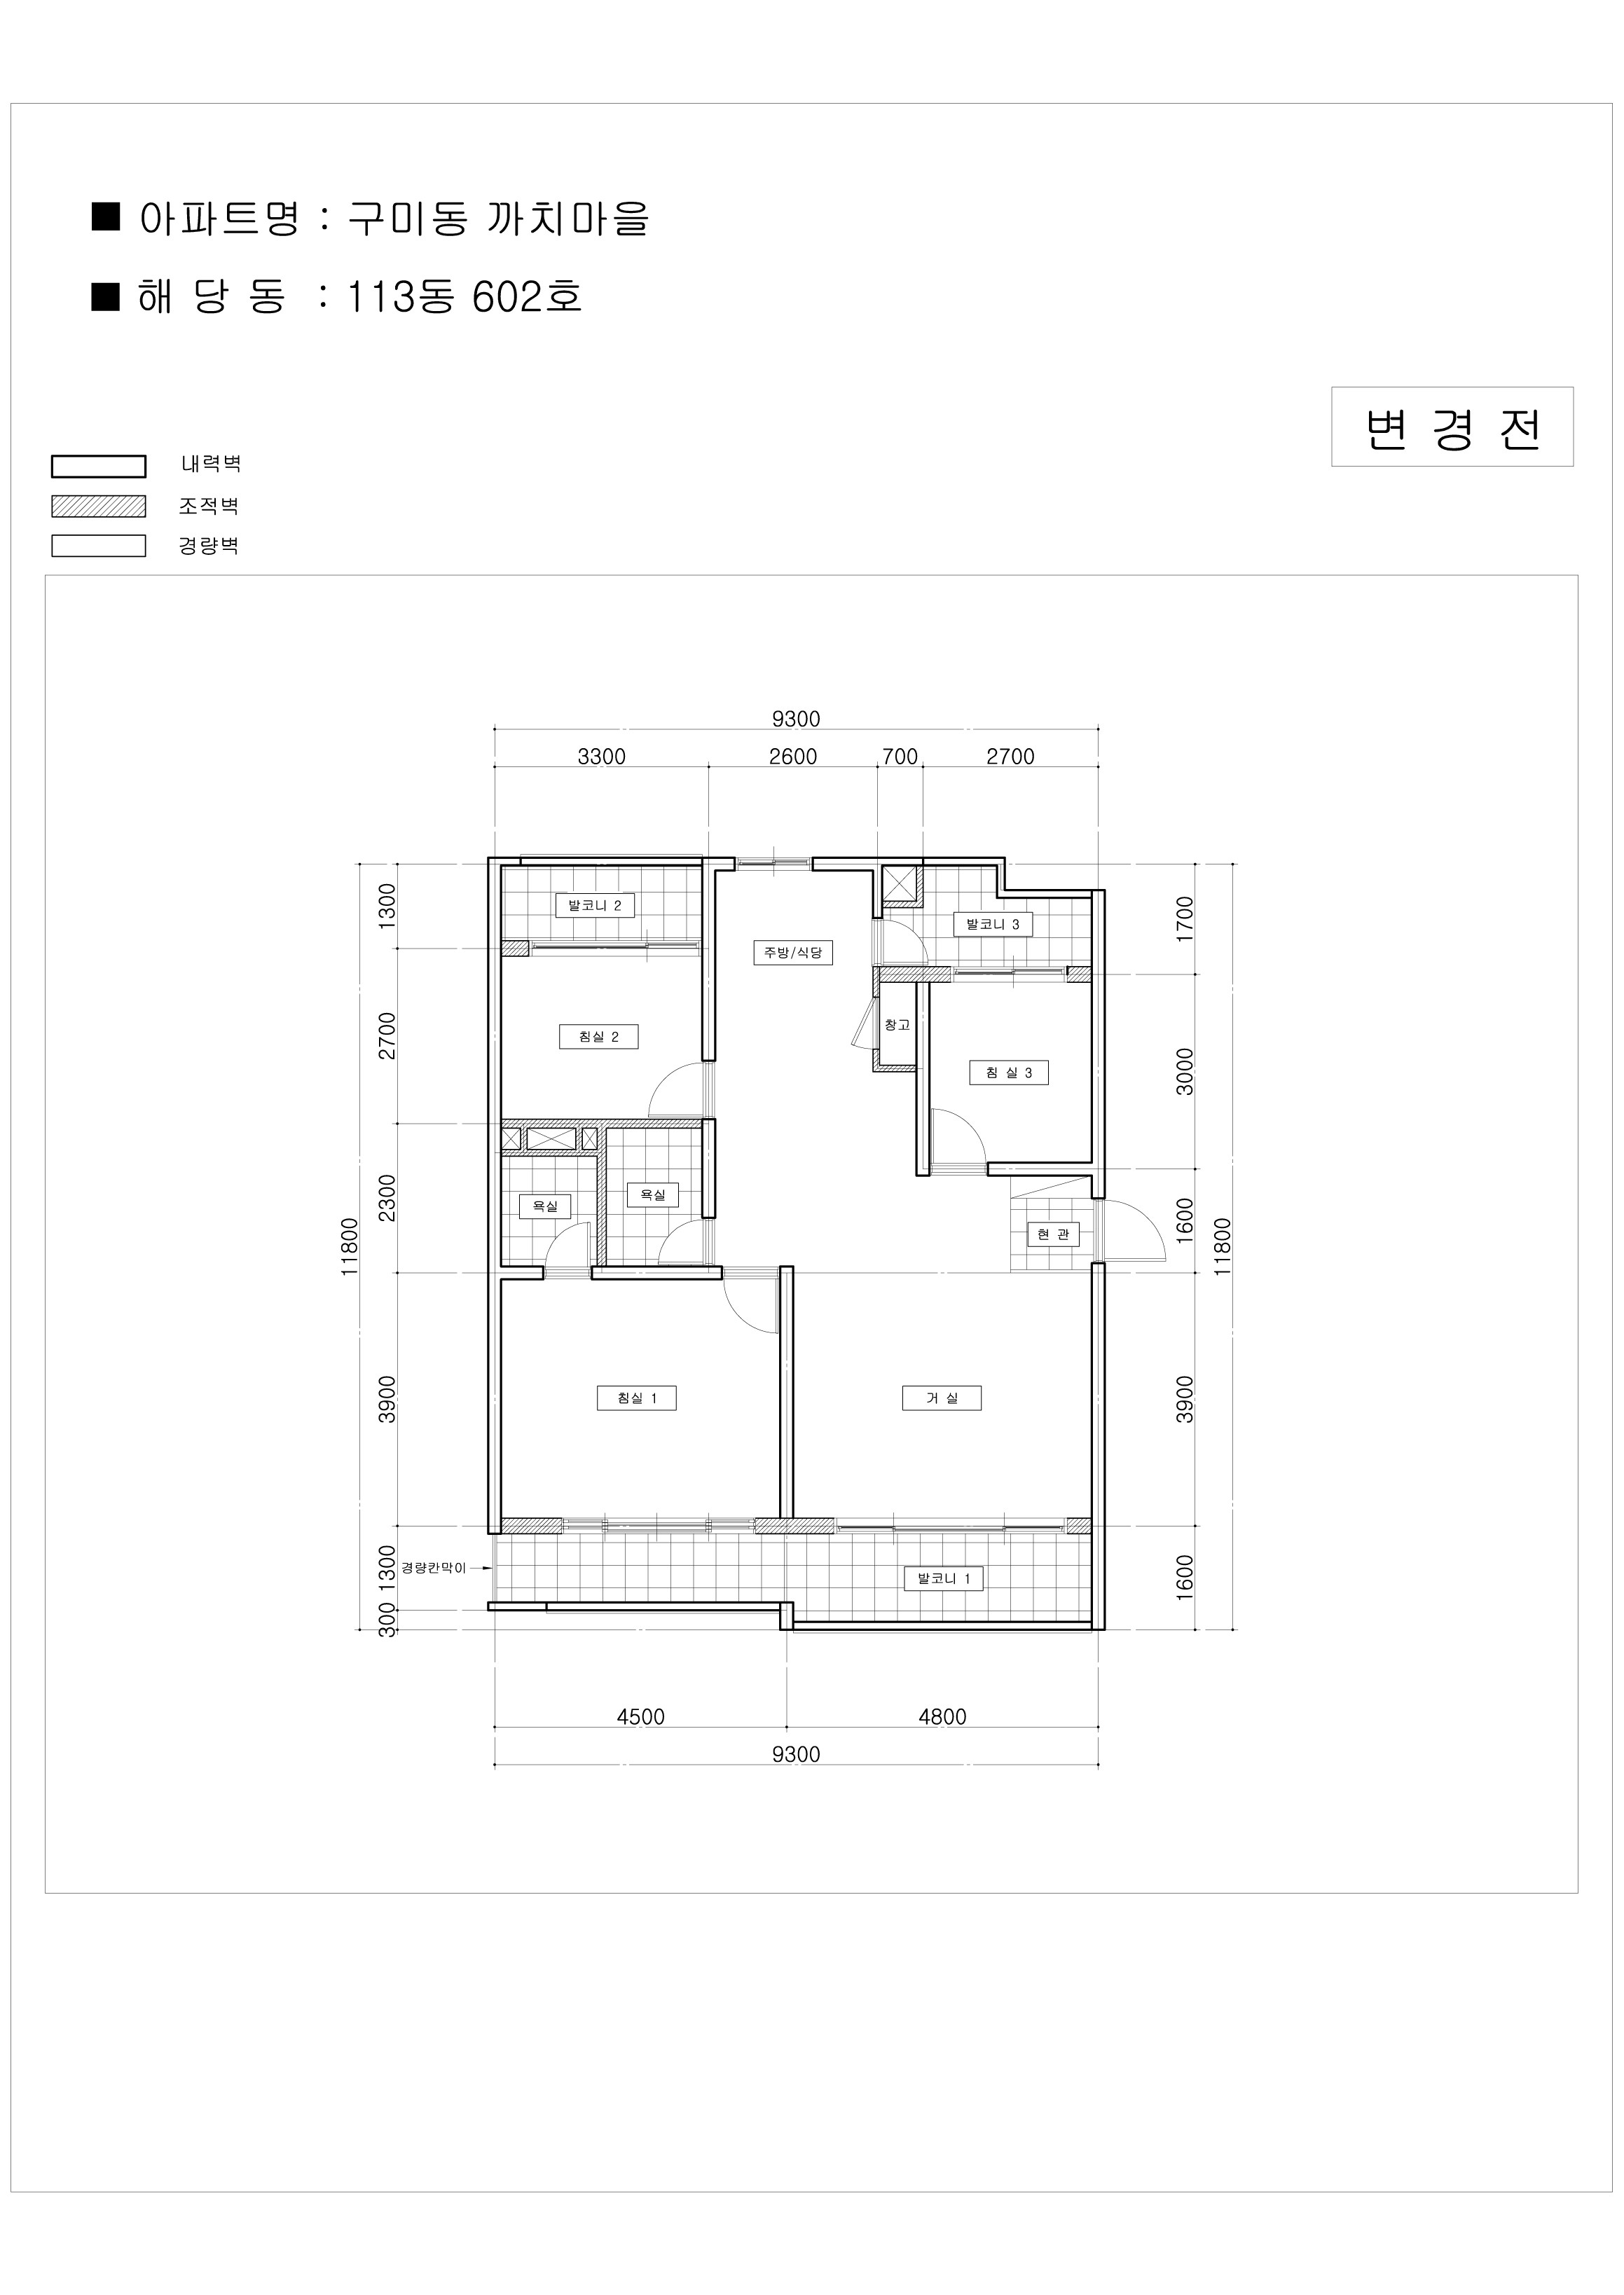 ■ 아파트명 : 구미동 까치마을
■ 해 당 동 : 113동 602호
변 경 전
내력벽
조적벽
경량벽
9300
3300 2600 700 2700
1300
2700
2300
3900
1300
300
11800
1700
3000
1600
3900
1600
11800
발코니 2
발코니 3
주방/식당
창고
침실 2
침 실 3
욕실
욕실
현 관
침실 1
거 실
경량칸막이
발코니 1
4500 4800
9300